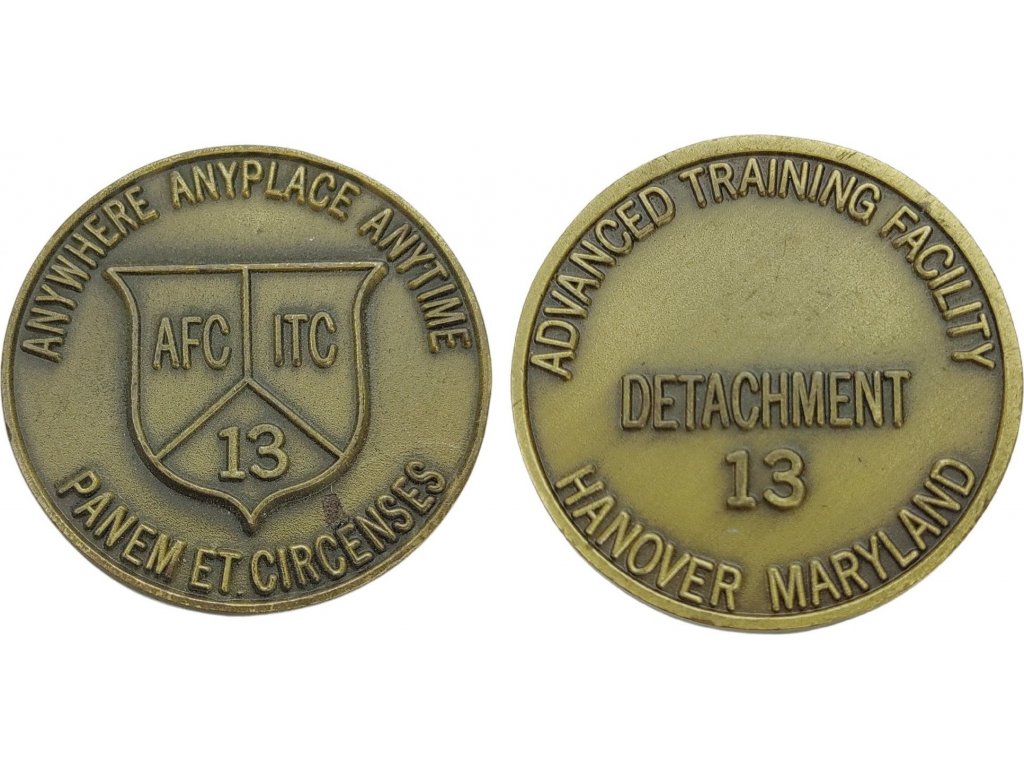 ANYWHERE ANYPLACE ANYTIME
AFC ITC
13
PANEM ET CIRCENSES
ADVANCED TRAINING FACILITY
DETACHMENT
13
HANOVER MARYLAND